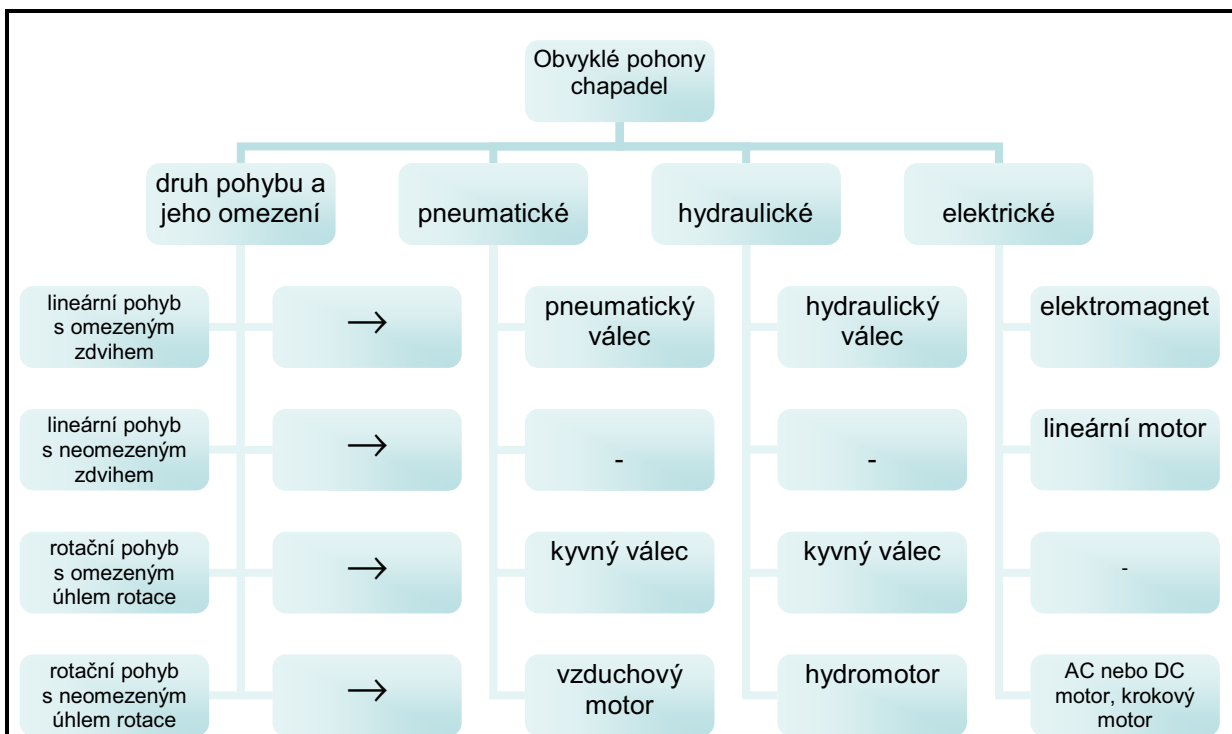 Obvyklé pohony
chapadel
druh pohybu a
jeho omezení
pneumatické
hydraulické
elektrické
lineární pohyb
s omezeným
zdvihem
→
pneumatický
válec
hydraulický
válec
elektromagnet
lineární pohyb
s neomezeným
zdvihem
→
-
-
lineární motor
rotační pohyb
s omezeným
úhlem rotace
→
kyvný válec
kyvný válec
-
rotační pohyb
s neomezeným
úhlem rotace
→
vzduchový
motor
hydromotor
AC nebo DC
motor, krokový
motor